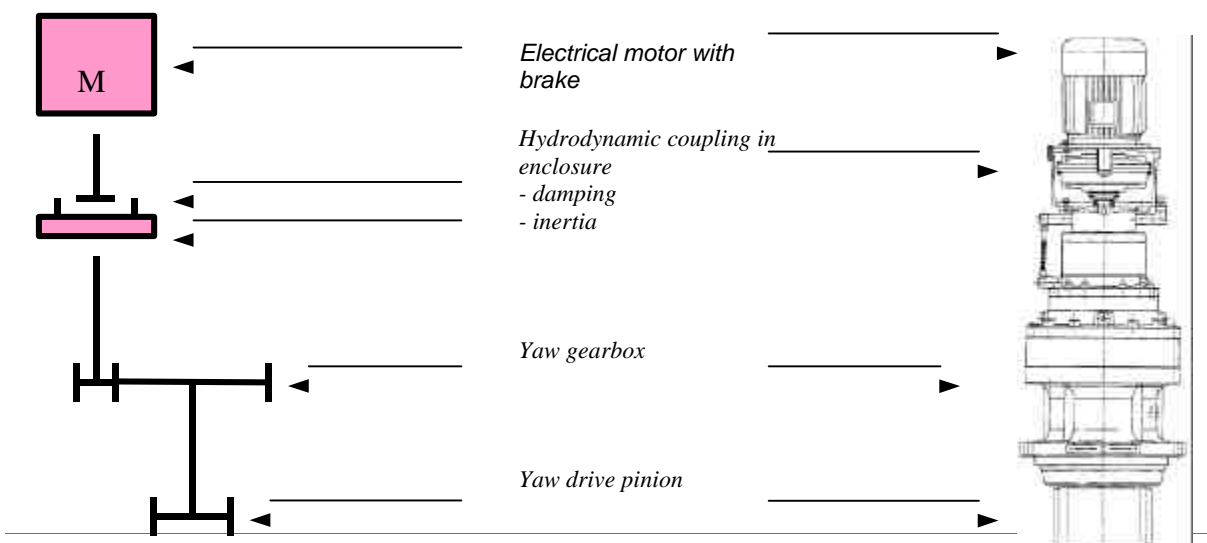 M
Electrical motor with
brake
Hydrodynamic coupling in
enclosure
- damping
- inertia
Yaw gearbox
Yaw drive pinion